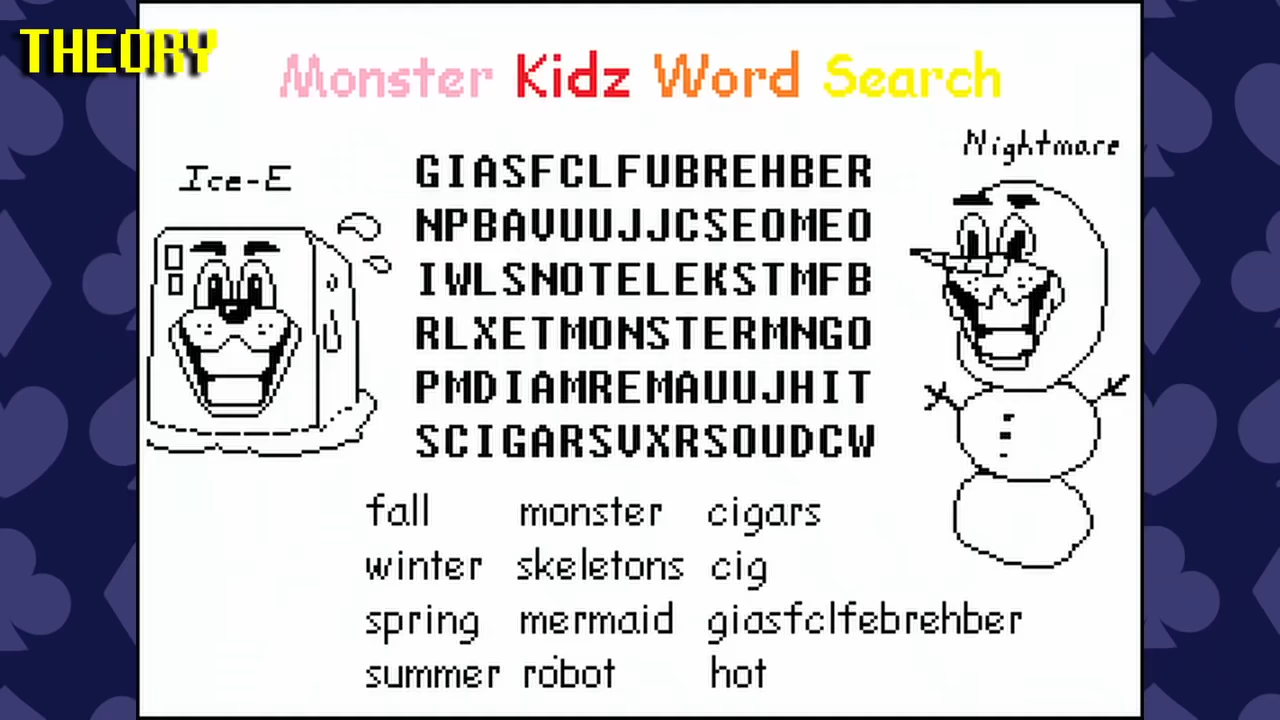 THEORY
Monster Kidz Word Search
Nightmare
Ice-E
GIASFCLFUBREHBER
NPBAVUUJJCSEOMEO
IWLSNOTELEKSTMFB
RLXETMONSTERMNGO
PMDIAMREMAUUJHIT
SCIGARSVXRSOUDCW
fall monster cigars
winter skeletons cig
spring mermaid giasfclfebrehber
summer robot hot